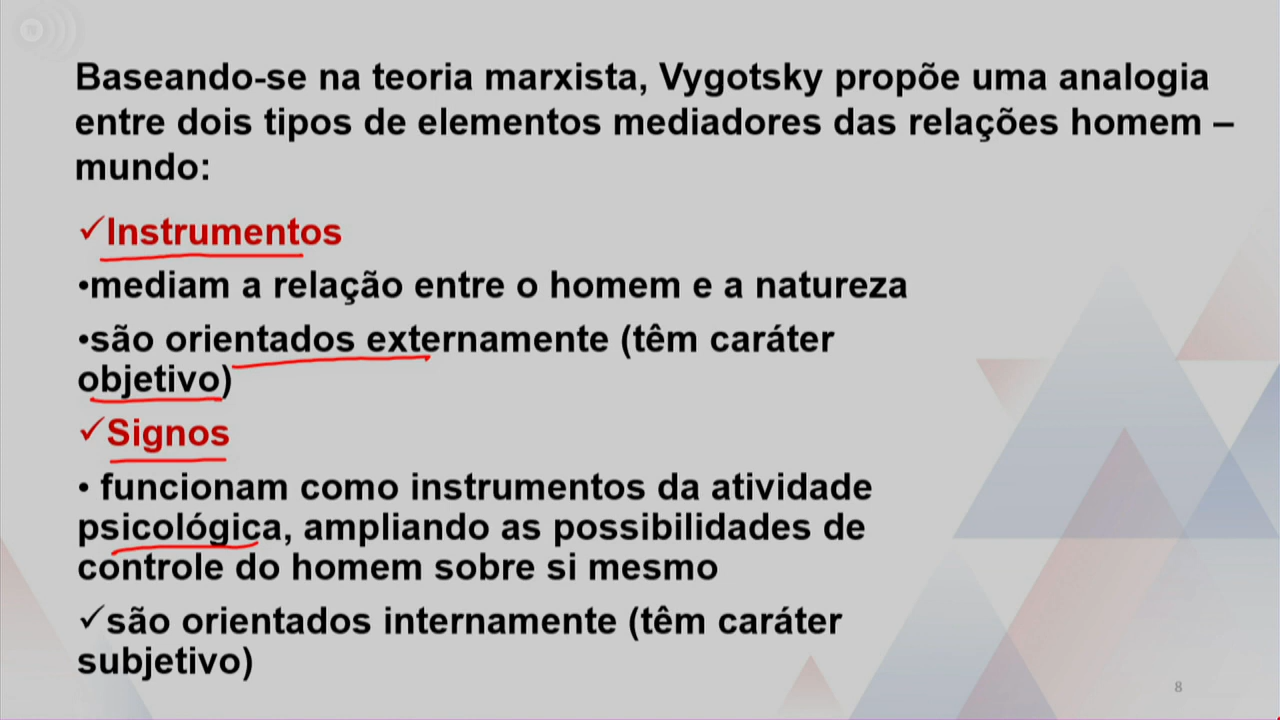 Baseando-se na teoria marxista, Vygotsky propõe uma analogia
entre dois tipos de elementos mediadores das relações homem –
mundo:
✓Instrumentos
•mediam a relação entre o homem e a natureza
•são orientados externamente (têm caráter
objetivo)
✓Signos
• funcionam como instrumentos da atividade
psicológica, ampliando as possibilidades de
controle do homem sobre si mesmo
✓são orientados internamente (têm caráter
subjetivo)
8